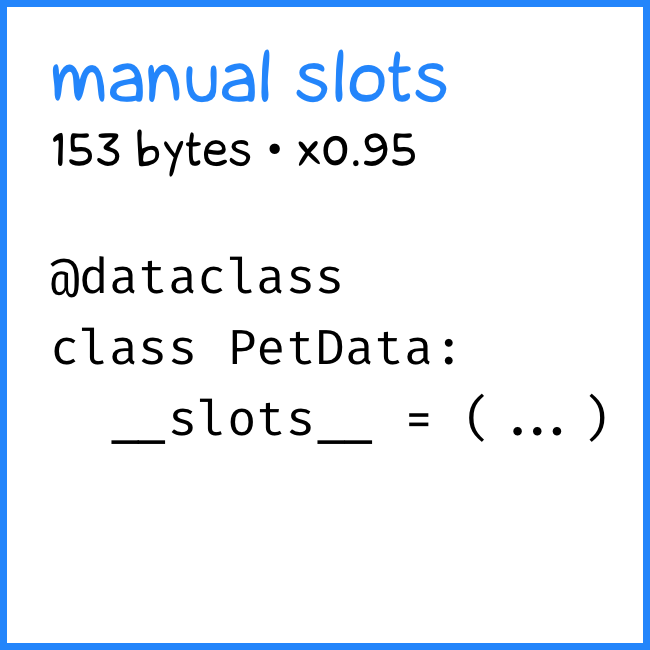 manual slots
153 bytes • x0.95
@dataclass
class PetData:
  __slots__ = (...)